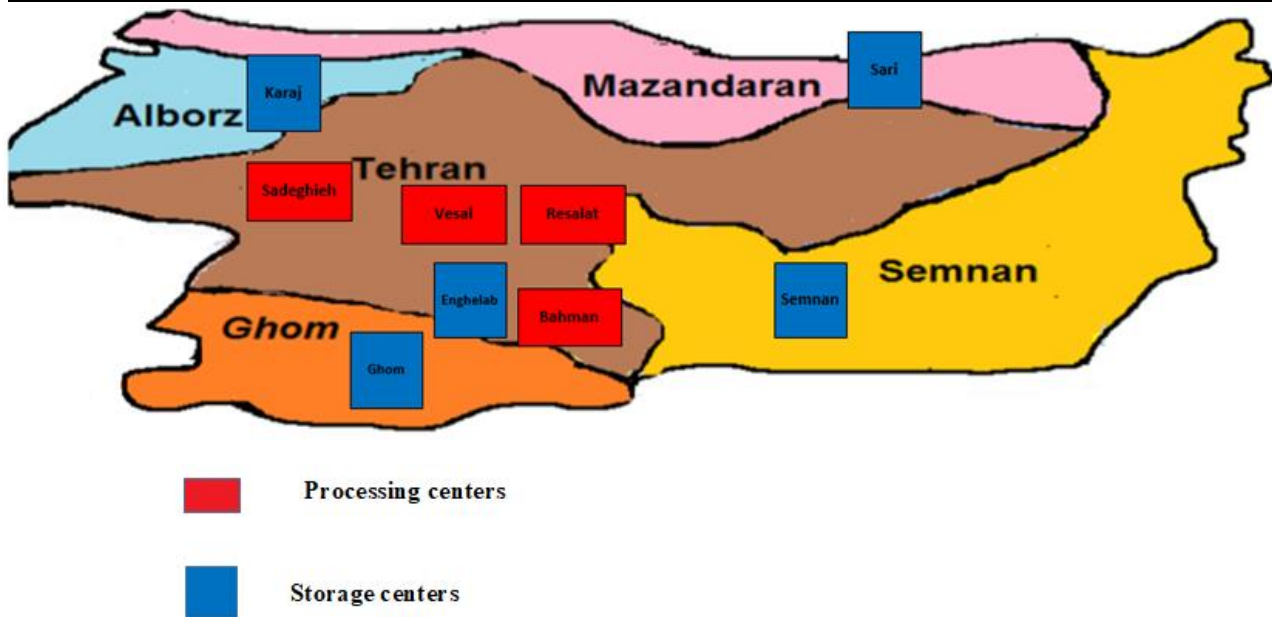 Sari
Karaj
Mazandaran
Alborz
Tehran
Sadeghieh
Vesal
Resalat
Semnan
Enghelab
Semnan
Bahman
Ghom
Ghom
Processing centers
Storage centers